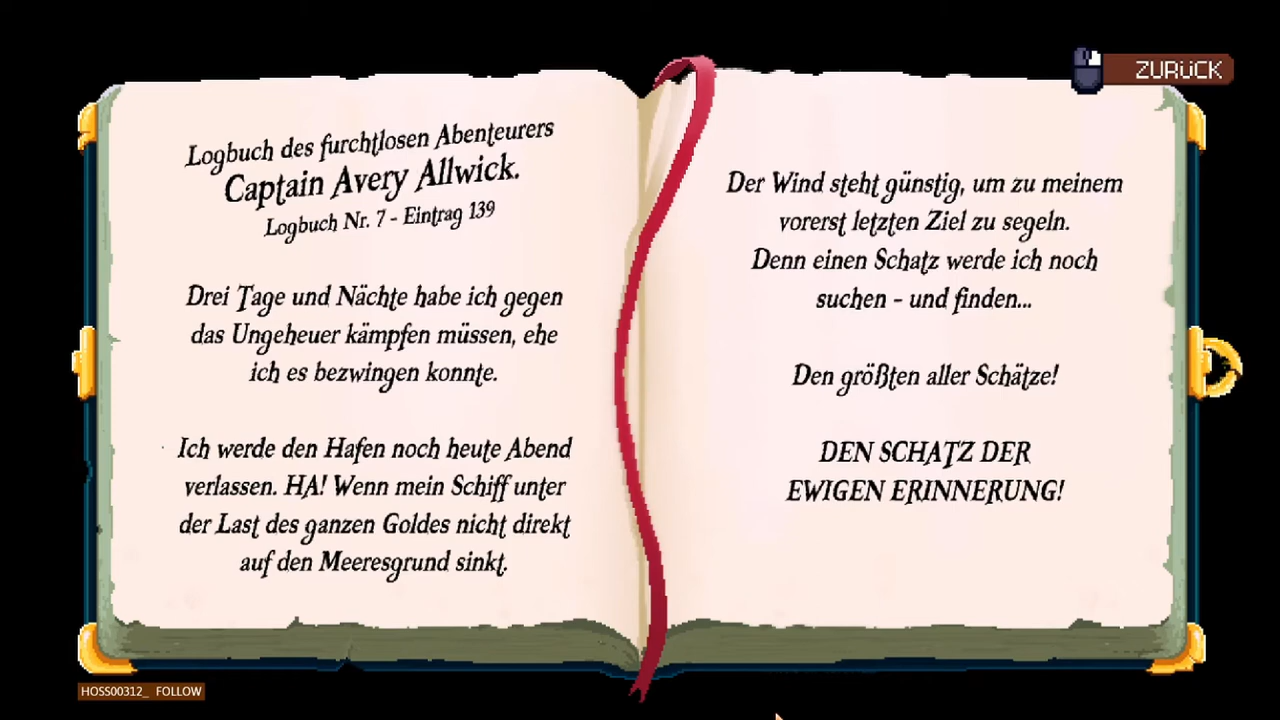 ZURÜCK
Logbuch des furchtlosen Abenteurers
Captain Avery Allwick.
Logbuch Nr. 7 - Eintrag 139
Drei Tage und Nächte habe ich gegen
das Ungeheuer kämpfen müssen, ehe
ich es bezwingen konnte.
Ich werde den Hafen noch heute Abend
verlassen. HA! Wenn mein Schiff unter
der Last des ganzen Goldes nicht direkt
auf den Meeresgrund sinkt.
Der Wind steht günstig, um zu meinem
vorerst letzten Ziel zu segeln.
Denn einen Schatz werde ich noch
suchen - und finden...
Den größten aller Schätze!
DEN SCHATZ DER
EWIGEN ERINNERUNG!
HOSS00312_ FOLLOW